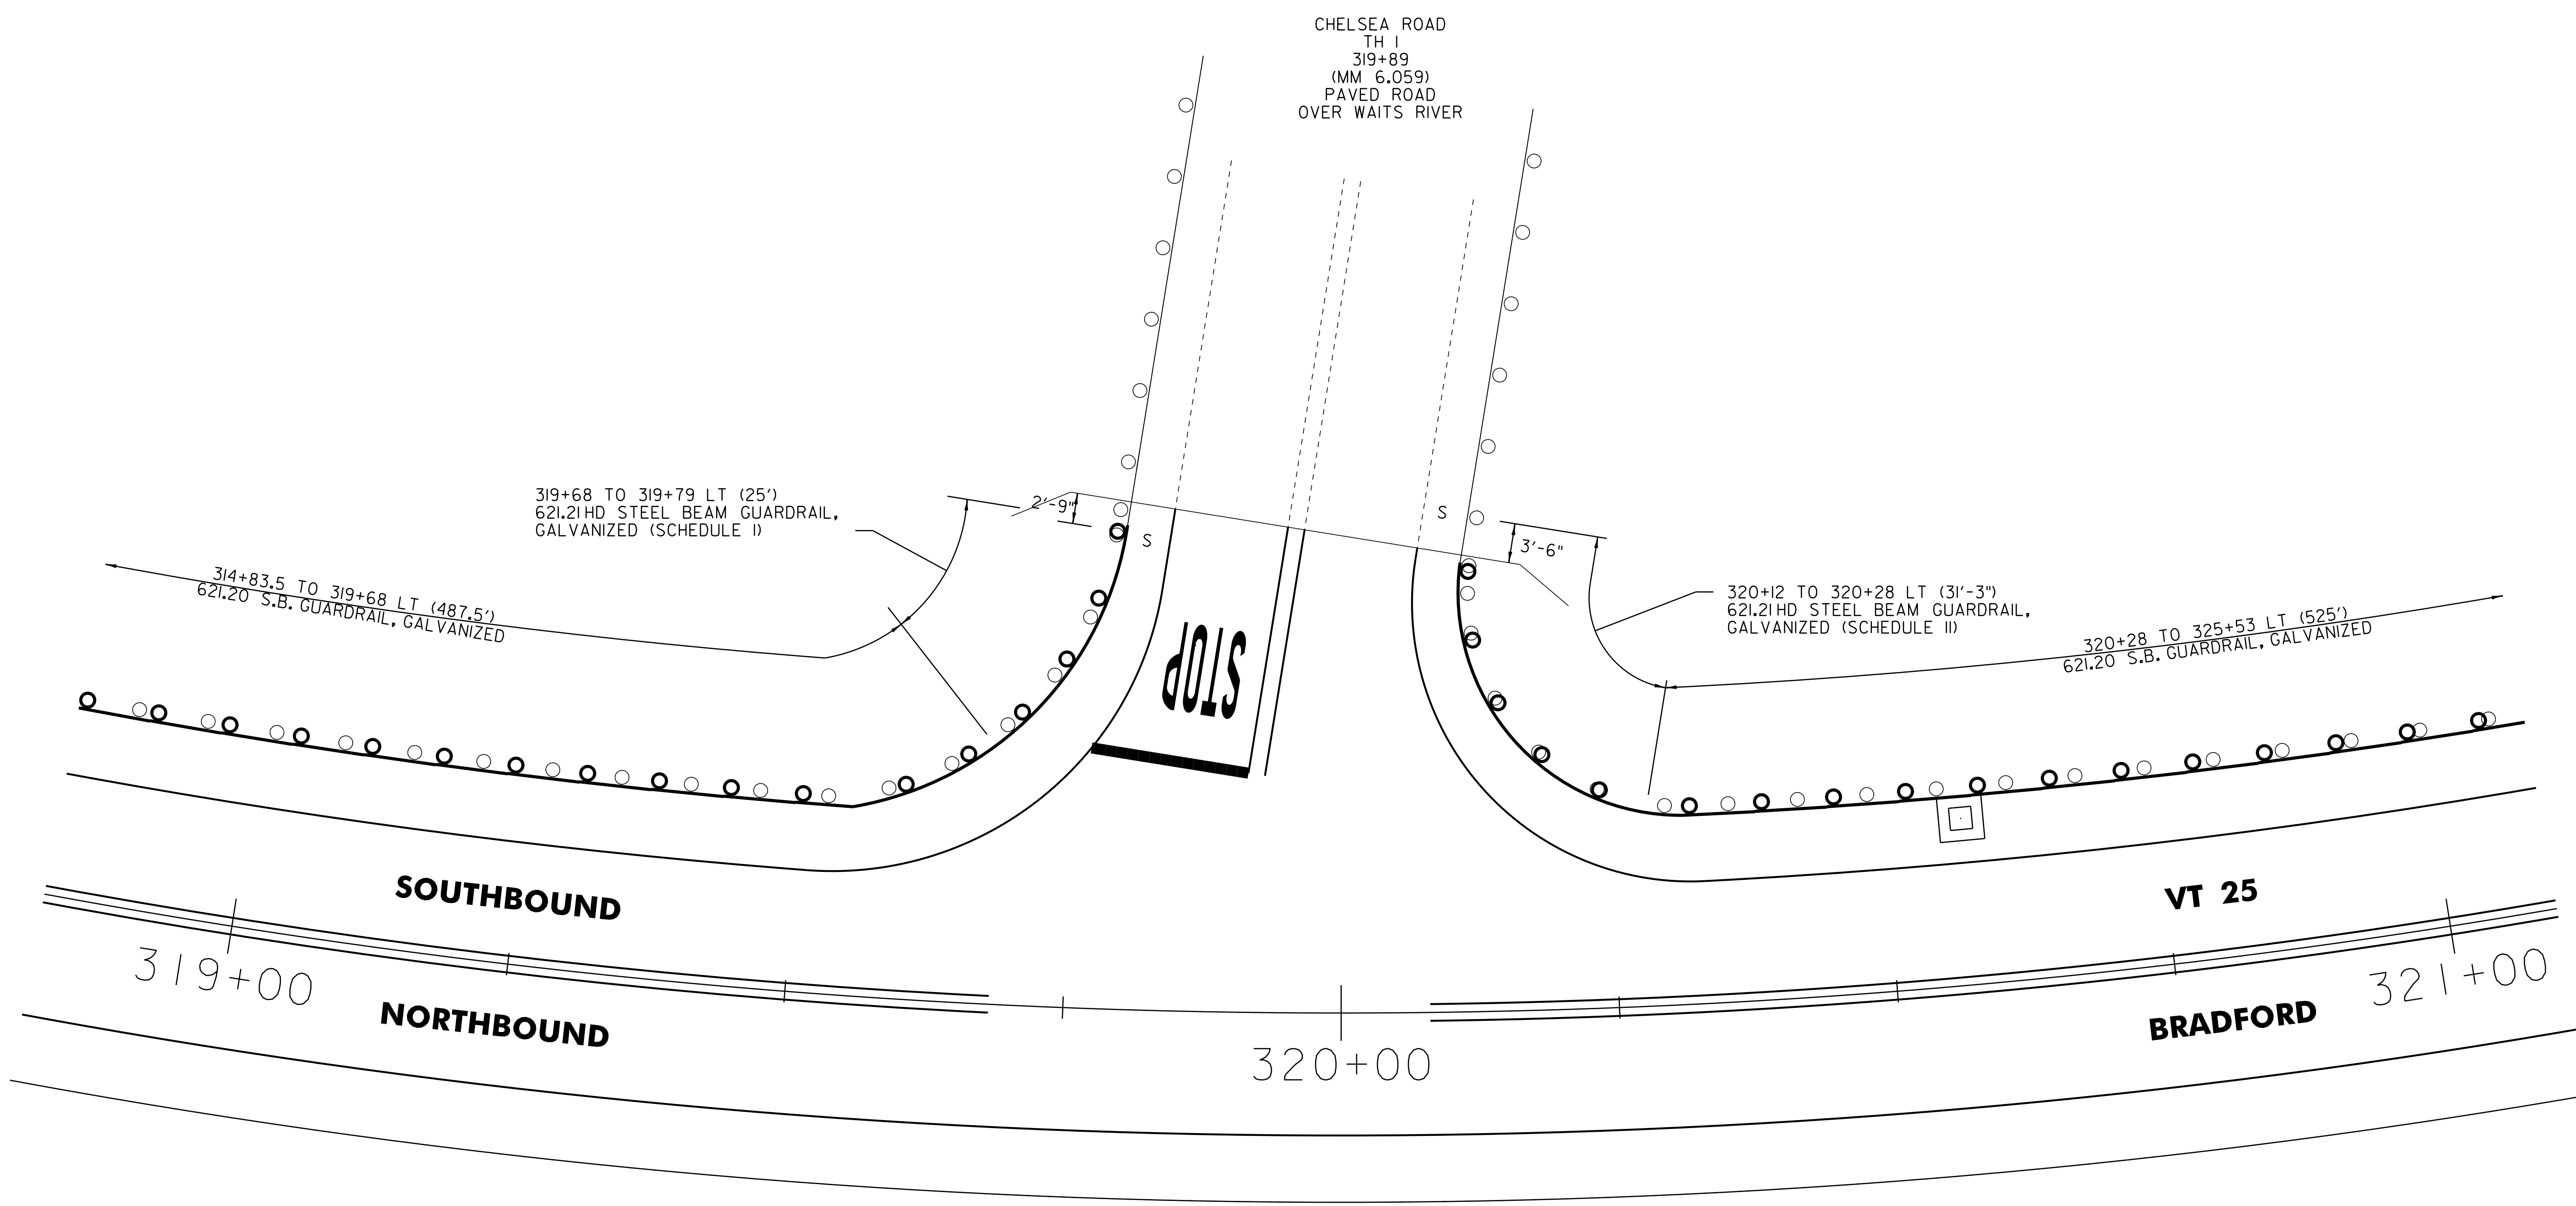 CHELSEA ROAD
TH 1
319+89
(MM 6.059)
PAVED ROAD
OVER WAITS RIVER
319+68 TO 319+79 LT (25')
621.21 HD STEEL BEAM GUARDRAIL,
GALVANIZED (SCHEDULE I)
2'-9"
S
S
3'-6"
314+83.5 TO 319+68 LT (487.5')
621.20 S.B. GUARDRAIL, GALVANIZED
320+12 TO 320+28 LT (31'-3")
621.21 HD STEEL BEAM GUARDRAIL,
GALVANIZED (SCHEDULE II)
320+28 TO 325+53 LT (525')
621.20 S.B. GUARDRAIL, GALVANIZED
STOP
SOUTHBOUND
VT 25
319+00
321+00
NORTHBOUND
BRADFORD
320+00